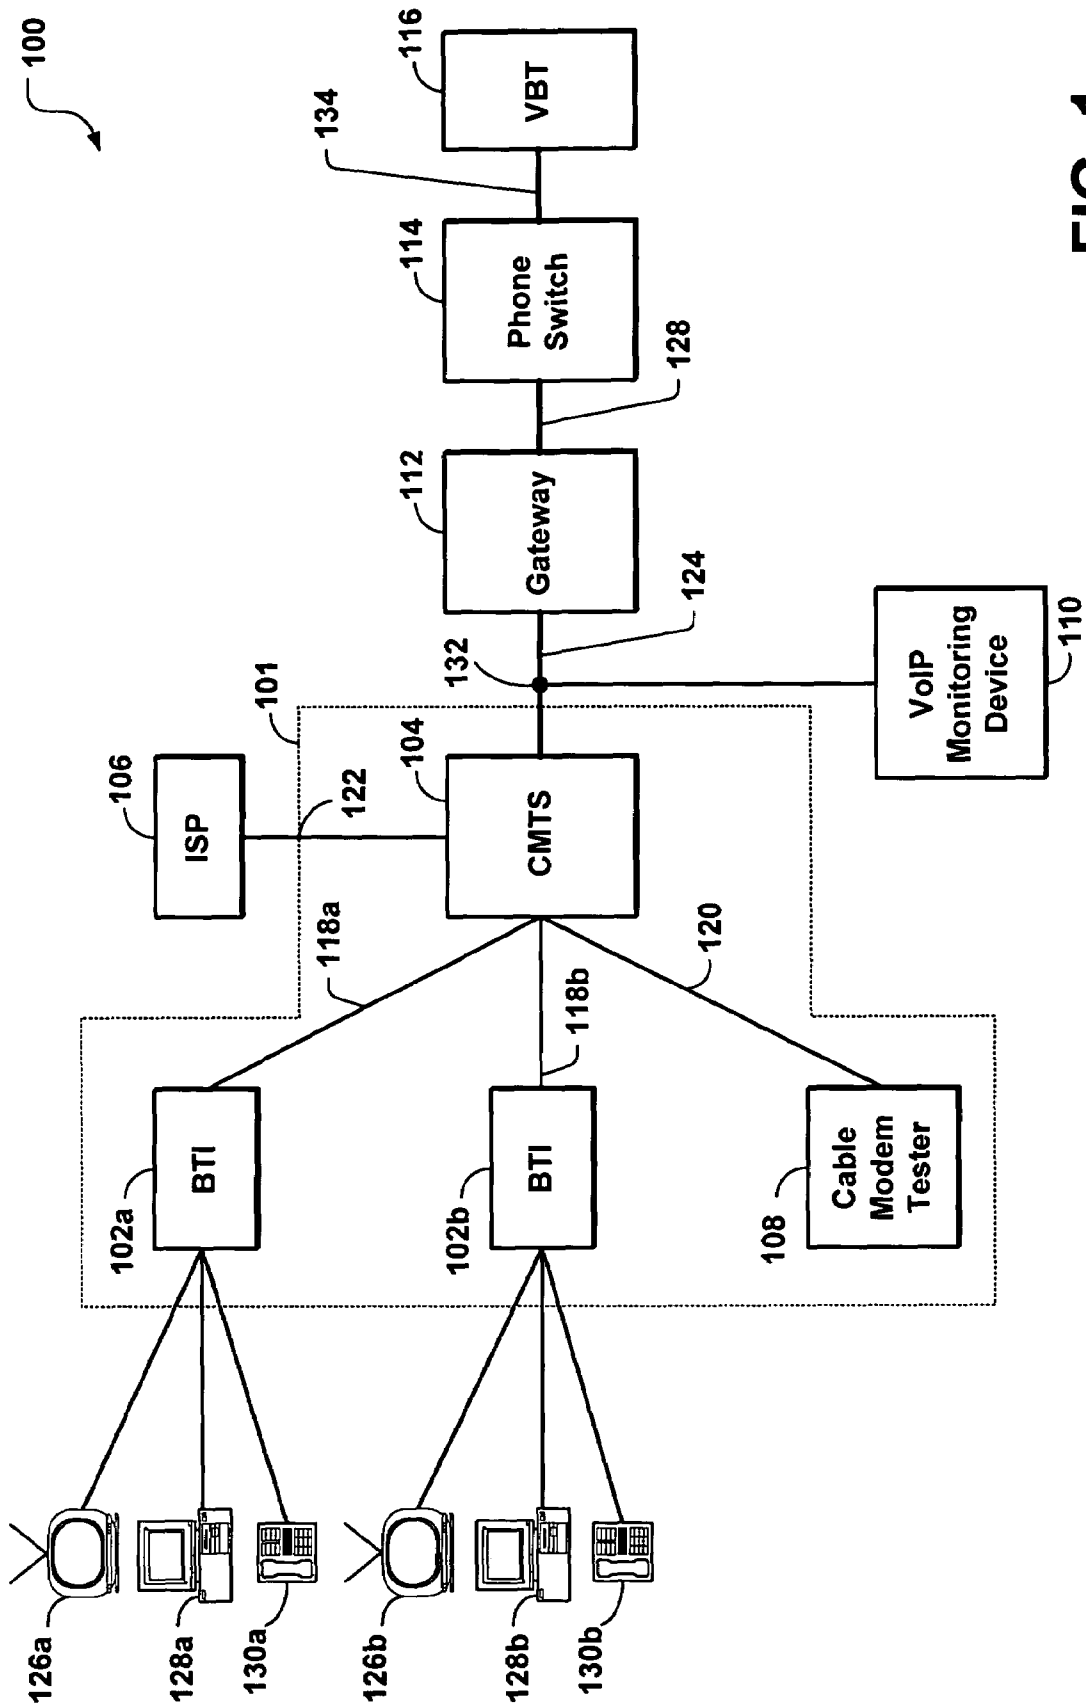 100
126a
128a
130a
126b
128b
130b
102a
BTI
102b
BTI
108
Cable
Modem
Tester
118a
118b
120
106
ISP
122
101
104
CMTS
132
124
VoIP
Monitoring
Device
110
112
Gateway
128
114
Phone
Switch
134
116
VBT
FIG. 1